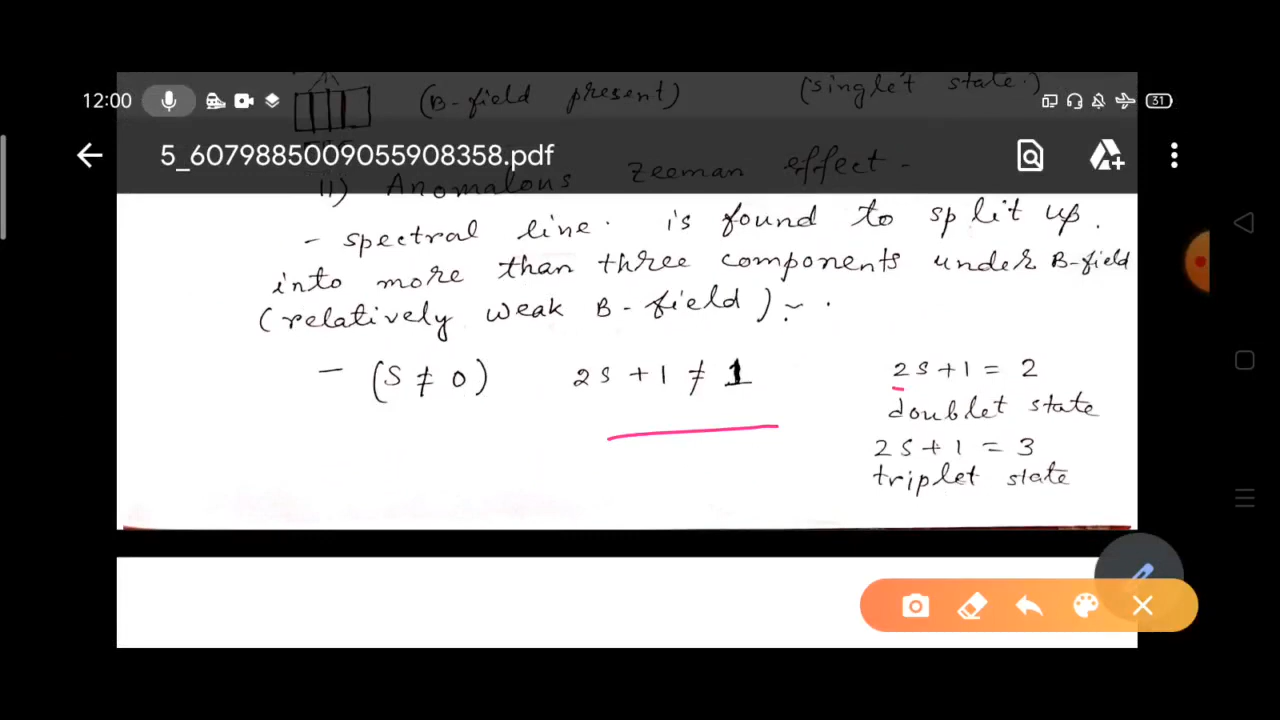 (B-field present) (singlet state.)
12:00 31
5_6079885009055908358.pdf
ii) Anomalous zeeman effect -
- spectral line. is found to split up.
into more than three components under B-field
(relatively weak B-field) :- .
- (S ≠ 0) 2S + 1 ≠ 1 2S+1 = 2
doublet state
2S+1 = 3
triplet state